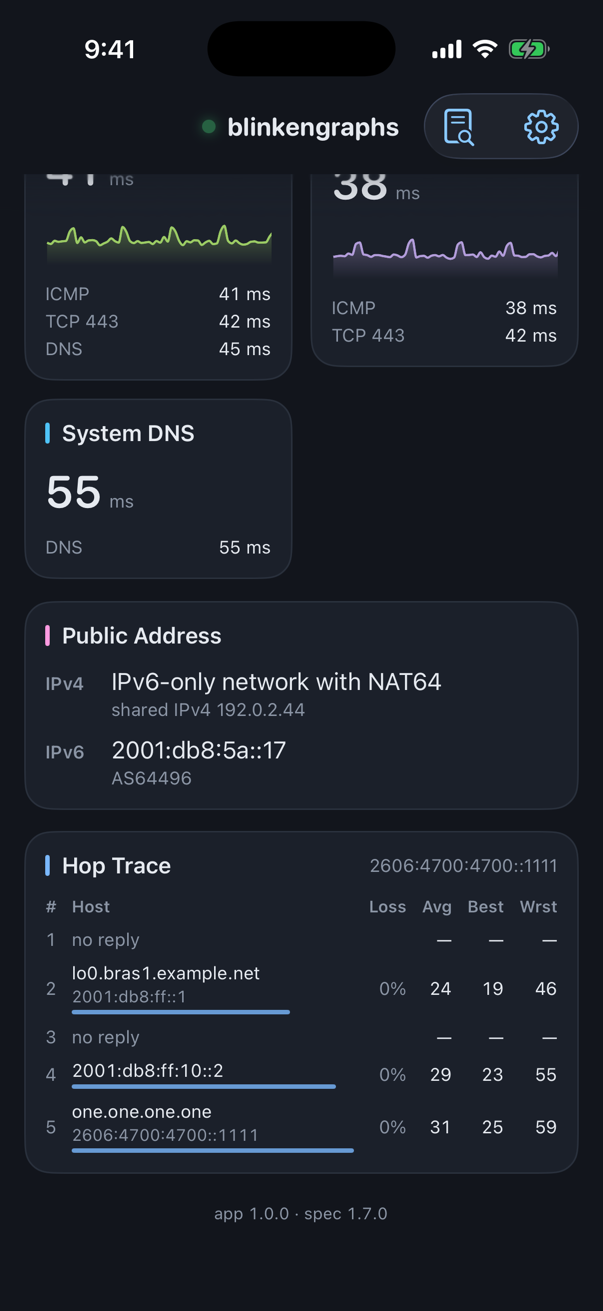 9:41
blinkengraphs
41 ms
38 ms
ICMP 41 ms
TCP 443 42 ms
DNS 45 ms
ICMP 38 ms
TCP 443 42 ms
System DNS
55 ms
DNS 55 ms
Public Address
IPv4 IPv6-only network with NAT64
shared IPv4 192.0.2.44
IPv6 2001:db8:5a::17
AS64496
Hop Trace 2606:4700:4700::1111
# Host Loss Avg Best Wrst
1 no reply — — —
lo0.bras1.example.net
2 2001:db8:ff::1 0% 24 19 46
3 no reply — — —
4 2001:db8:ff:10::2 0% 29 23 55
one.one.one.one
5 2606:4700:4700::1111 0% 31 25 59
app 1.0.0 · spec 1.7.0